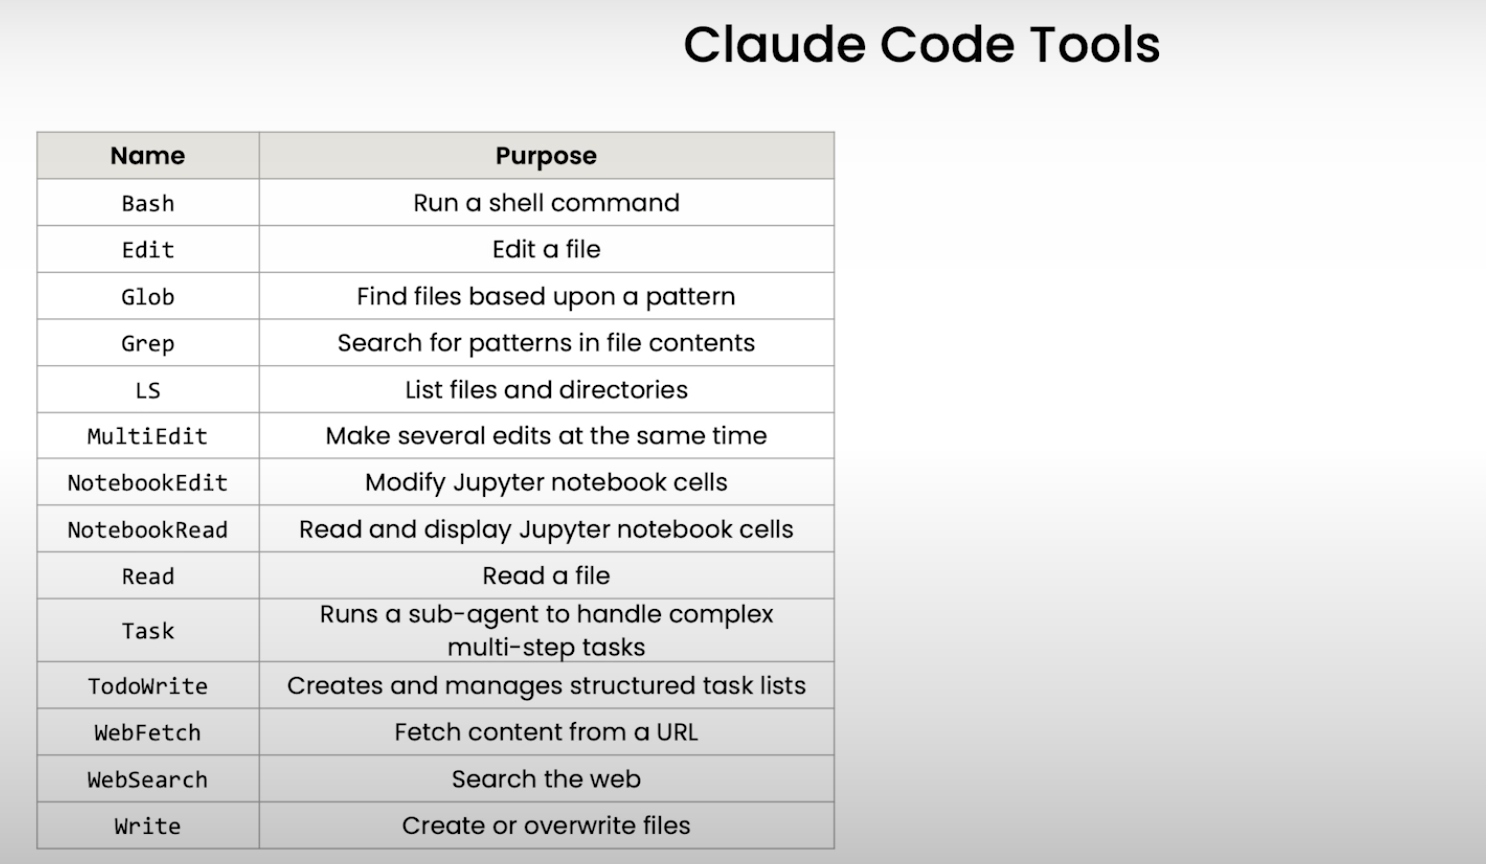 Claude Code Tools
Name Purpose
Bash Run a shell command
Edit Edit a file
Glob Find files based upon a pattern
Grep Search for patterns in file contents
LS List files and directories
MultiEdit Make several edits at the same time
NotebookEdit Modify Jupyter notebook cells
NotebookRead Read and display Jupyter notebook cells
Read Read a file
Task Runs a sub-agent to handle complex
multi-step tasks
TodoWrite Creates and manages structured task lists
WebFetch Fetch content from a URL
WebSearch Search the web
Write Create or overwrite files